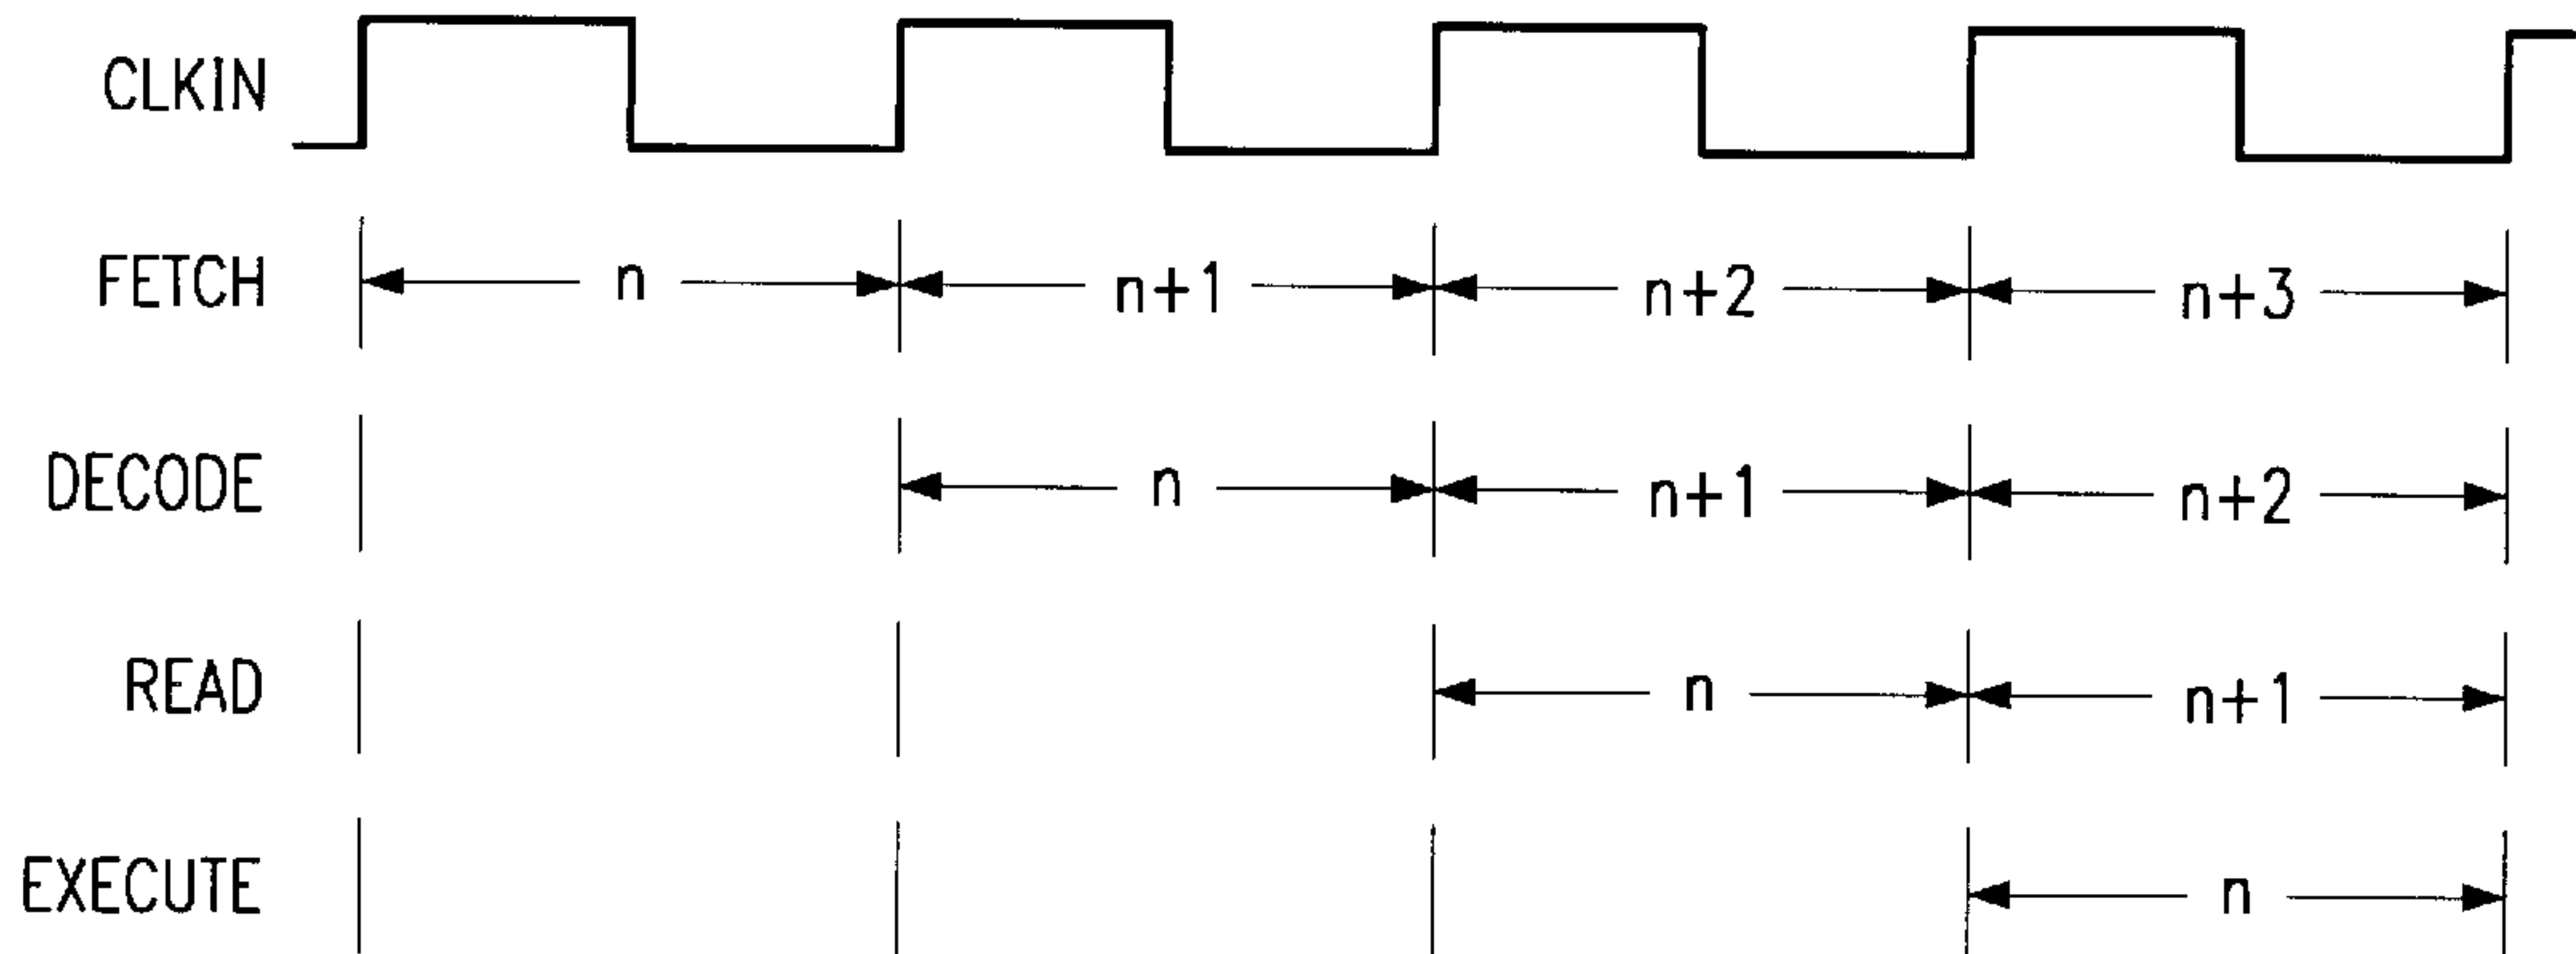 CLKIN
FETCH n n+1 n+2 n+3
DECODE n n+1 n+2
READ n n+1
EXECUTE n